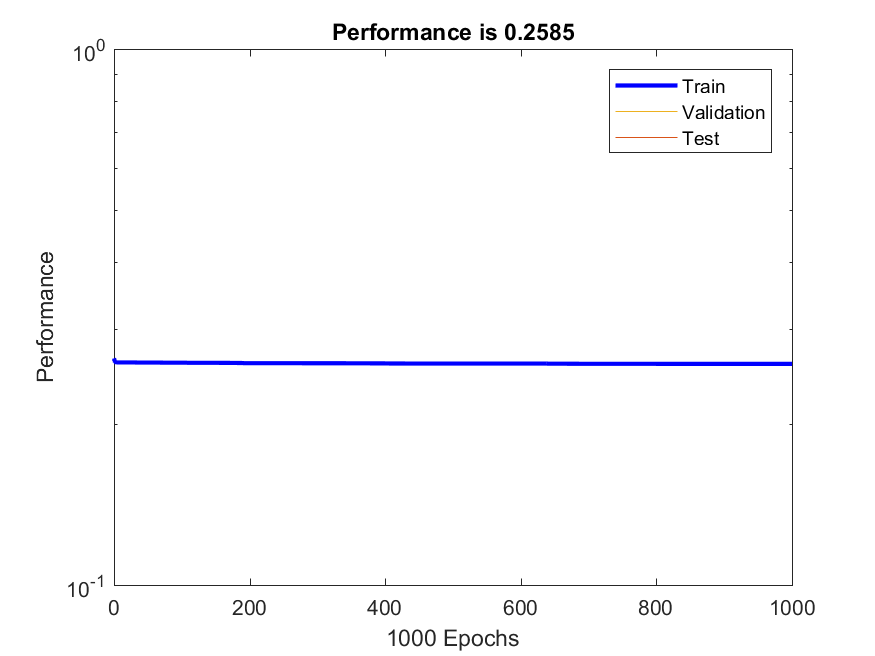 Performance is 0.2585
10^0
Train
Validation
Test
Performance
10^-1
0 200 400 600 800 1000
1000 Epochs